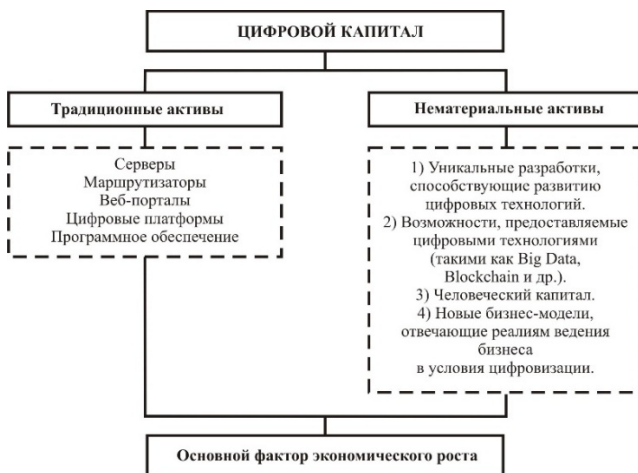 ЦИФРОВОЙ КАПИТАЛ
Традиционные активы
Серверы
Маршрутизаторы
Веб-порталы
Цифровые платформы
Программное обеспечение
Нематериальные активы
1) Уникальные разработки,
способствующие развитию
цифровых технологий.
2) Возможности, предоставляемые
цифровыми технологиями
(такими как Big Data,
Blockchain и др.).
3) Человеческий капитал.
4) Новые бизнес-модели,
отвечающие реалиям ведения
бизнеса
в условия цифровизации.
Основной фактор экономического роста